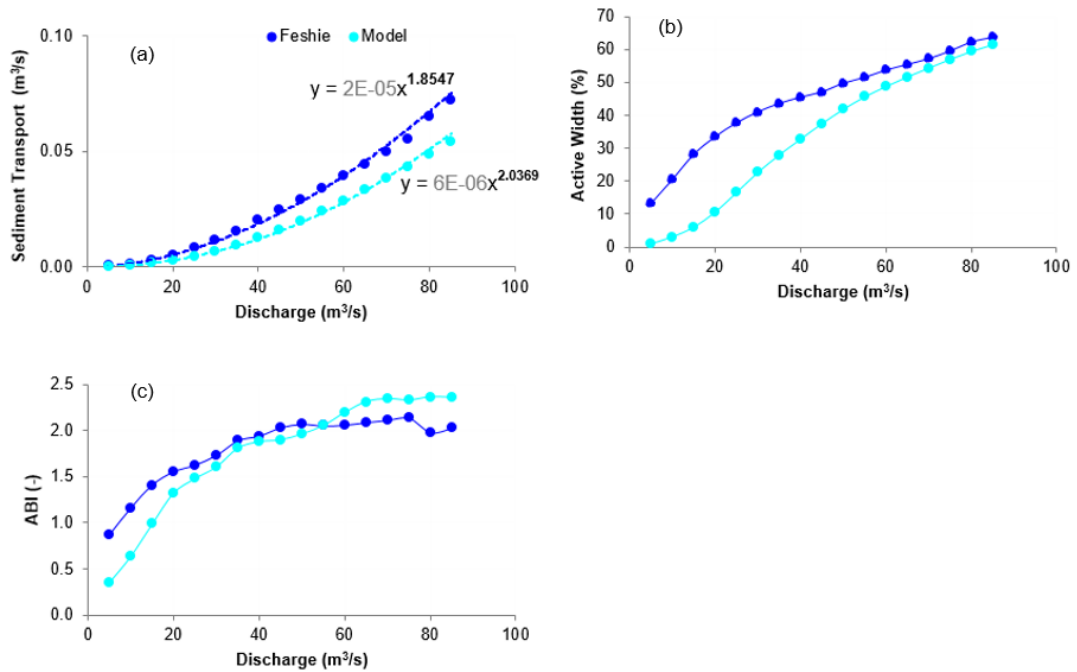 (a)
Feshie Model
y = 2E-05x^1.8547
y = 6E-06x^2.0369
Sediment Transport (m³/s)
0.10
0.05
0.00
0 20 40 60 80 100
Discharge (m³/s)
(b)
Active Width (%)
70
60
50
40
30
20
10
0
0 20 40 60 80 100
Discharge (m³/s)
(c)
ABI (-)
2.5
2.0
1.5
1.0
0.5
0.0
0 20 40 60 80 100
Discharge (m³/s)